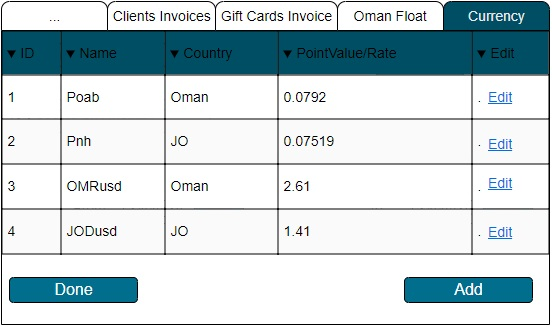 ... Clients Invoices Gift Cards Invoice Oman Float Currency
▼ ID ▼ Name ▼ Country ▼ PointValue/Rate ▼ Edit
1 Poab Oman 0.0792 . Edit
2 Pnh JO 0.07519 . Edit
3 OMRusd Oman 2.61 . Edit
4 JODusd JO 1.41 . Edit
Done Add